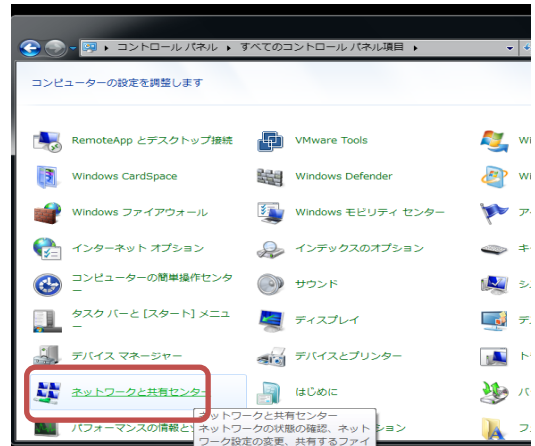 コントロール パネル ▸ すべてのコントロール パネル項目 ▸
コンピューターの設定を調整します
RemoteApp とデスクトップ接続
VMware Tools
Wi
Windows CardSpace
Windows Defender
Wi
Windows ファイアウォール
Windows モビリティ センター
ア
インターネット オプション
インデックスのオプション
キ
コンピューターの簡単操作センタ
ー
サウンド
シ
タスク バーと [スタート] メニュ
ー
ディスプレイ
デ
デバイス マネージャー
デバイスとプリンター
ト
ネットワークと共有センター
はじめに
パ
パフォーマンスの情報と
ション
フ
ネットワークと共有センター
ネットワークの状態の確認、ネット
ワーク設定の変更、共有するファイ